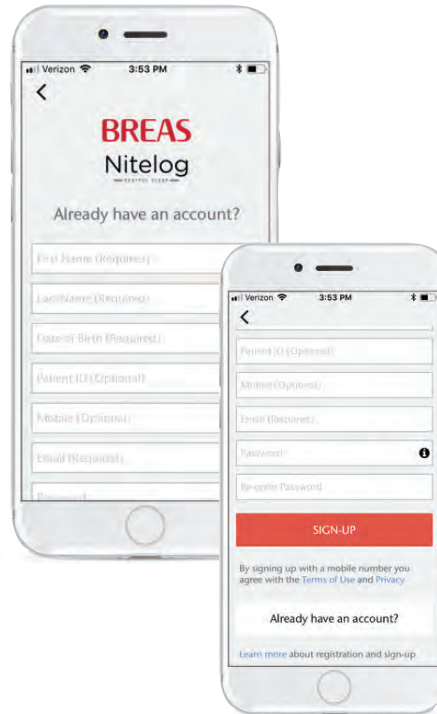 Verizon 3:53 PM
BREAS
Nitelog
CONTROL SLEEP
Already have an account?
First Name (Required)
Last Name (Required)
Date of Birth (Required)
Patient ID (Optional)
Mobile (Optional)
Email (Required)
Password
Verizon 3:53 PM
Patient ID (Optional)
Mobile (Optional)
Email (Required)
Password
Re-enter Password
SIGN-UP
By signing up with a mobile number you
agree with the Terms of Use and Privacy
Already have an account?
Learn more about registration and sign-up